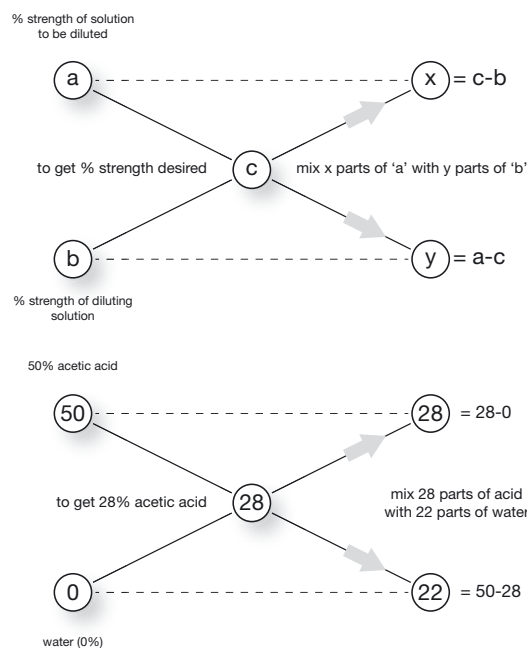 % strength of solution
to be diluted
a
x = c-b
to get % strength desired
c
mix x parts of ‘a’ with y parts of ‘b’
b
y = a-c
% strength of diluting
solution
50% acetic acid
50
28 = 28-0
to get 28% acetic acid
28
mix 28 parts of acid
with 22 parts of water
0
22 = 50-28
water (0%)